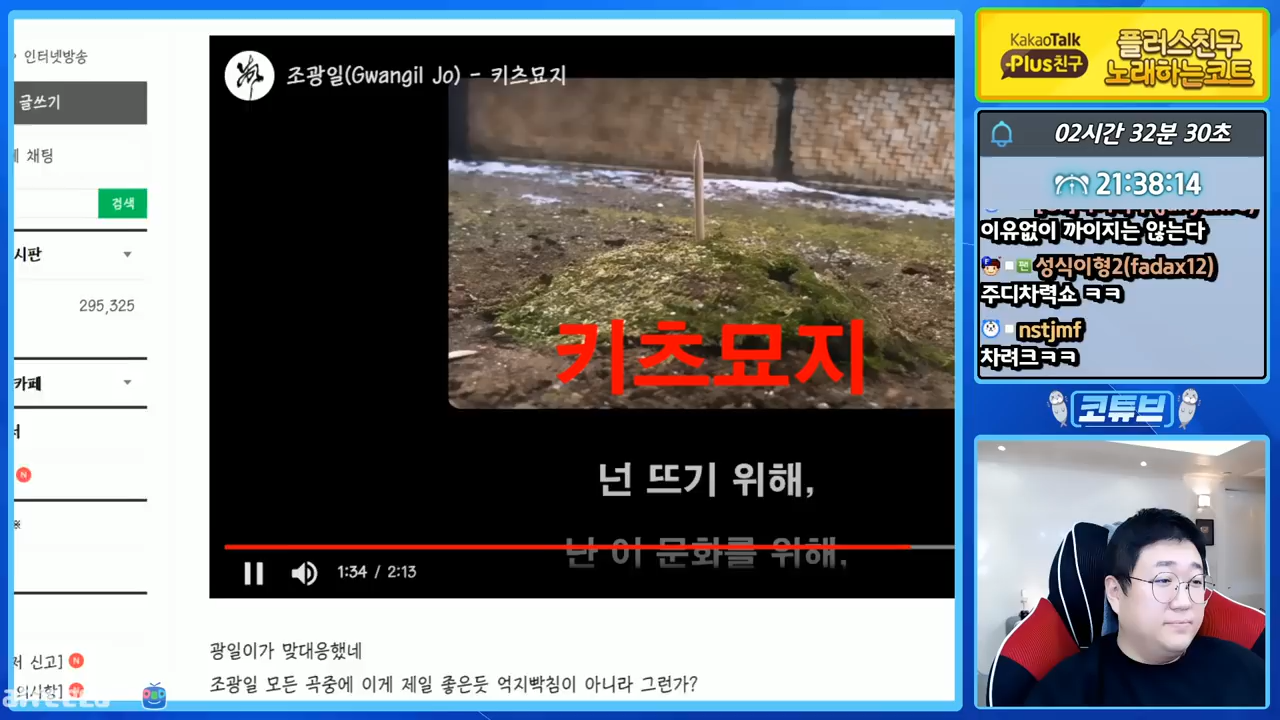 인터넷방송
글쓰기
채팅
검색
시판
295,325
카페
N
조광일(Gwangil Jo) - 키츠묘지
키츠묘지
넌 뜨기 위해,
난 이 문화를 위해,
1:34 / 2:13
광일이가 맞대응했네
조광일 모든 곡중에 이게 제일 좋은듯 억지빡침이 아니라 그런가?
신고] N
KakaoTalk
Plus친구
플러스친구
노래하는코트
02시간 32분 30초
21:38:14
이유없이 까이지는 않는다
편 성식이형2(fadax12)
주디차력쇼 ㅋㅋ
nstjmf
차려크ㅋㅋ
코튜브